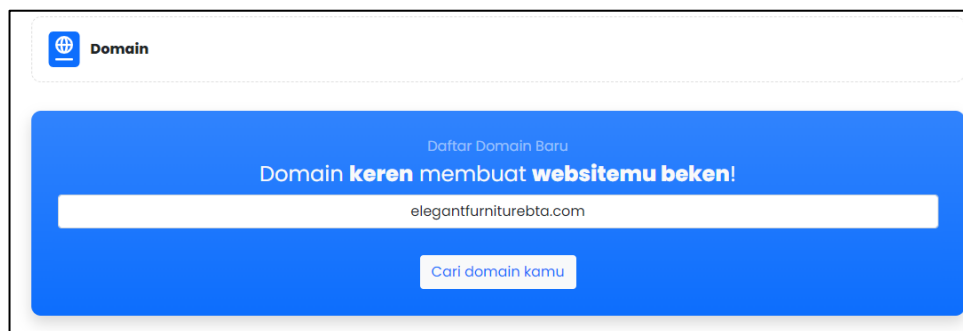 Domain
Daftar Domain Baru
Domain keren membuat websitemu beken!
elegantfurniturebta.com
Cari domain kamu